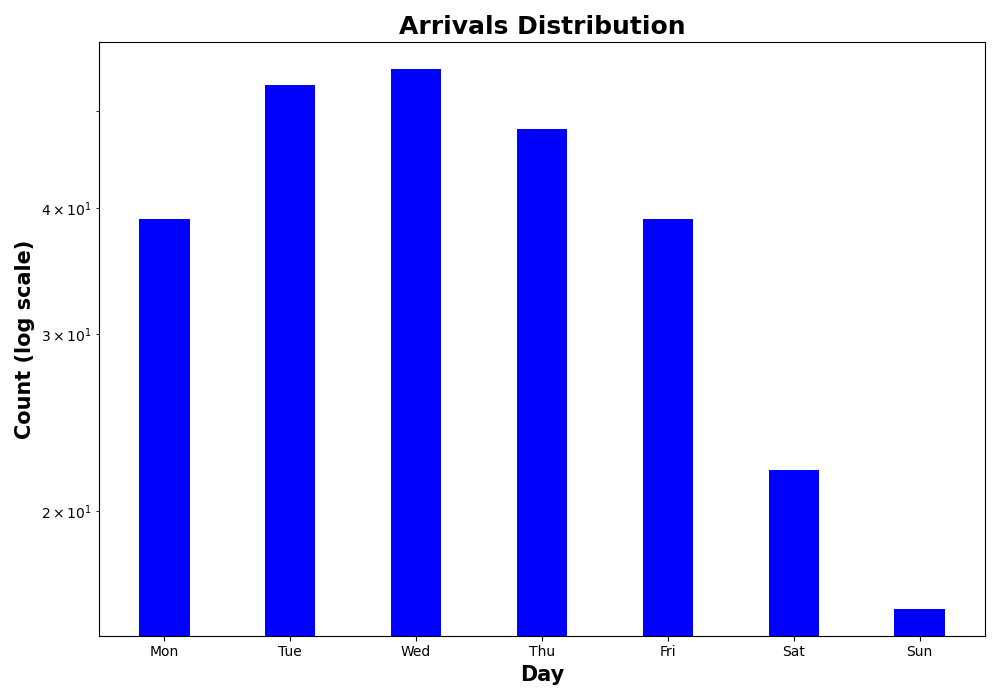 Arrivals Distribution
Count (log scale)
4 × 10¹
3 × 10¹
2 × 10¹
Mon Tue Wed Thu Fri Sat Sun
Day